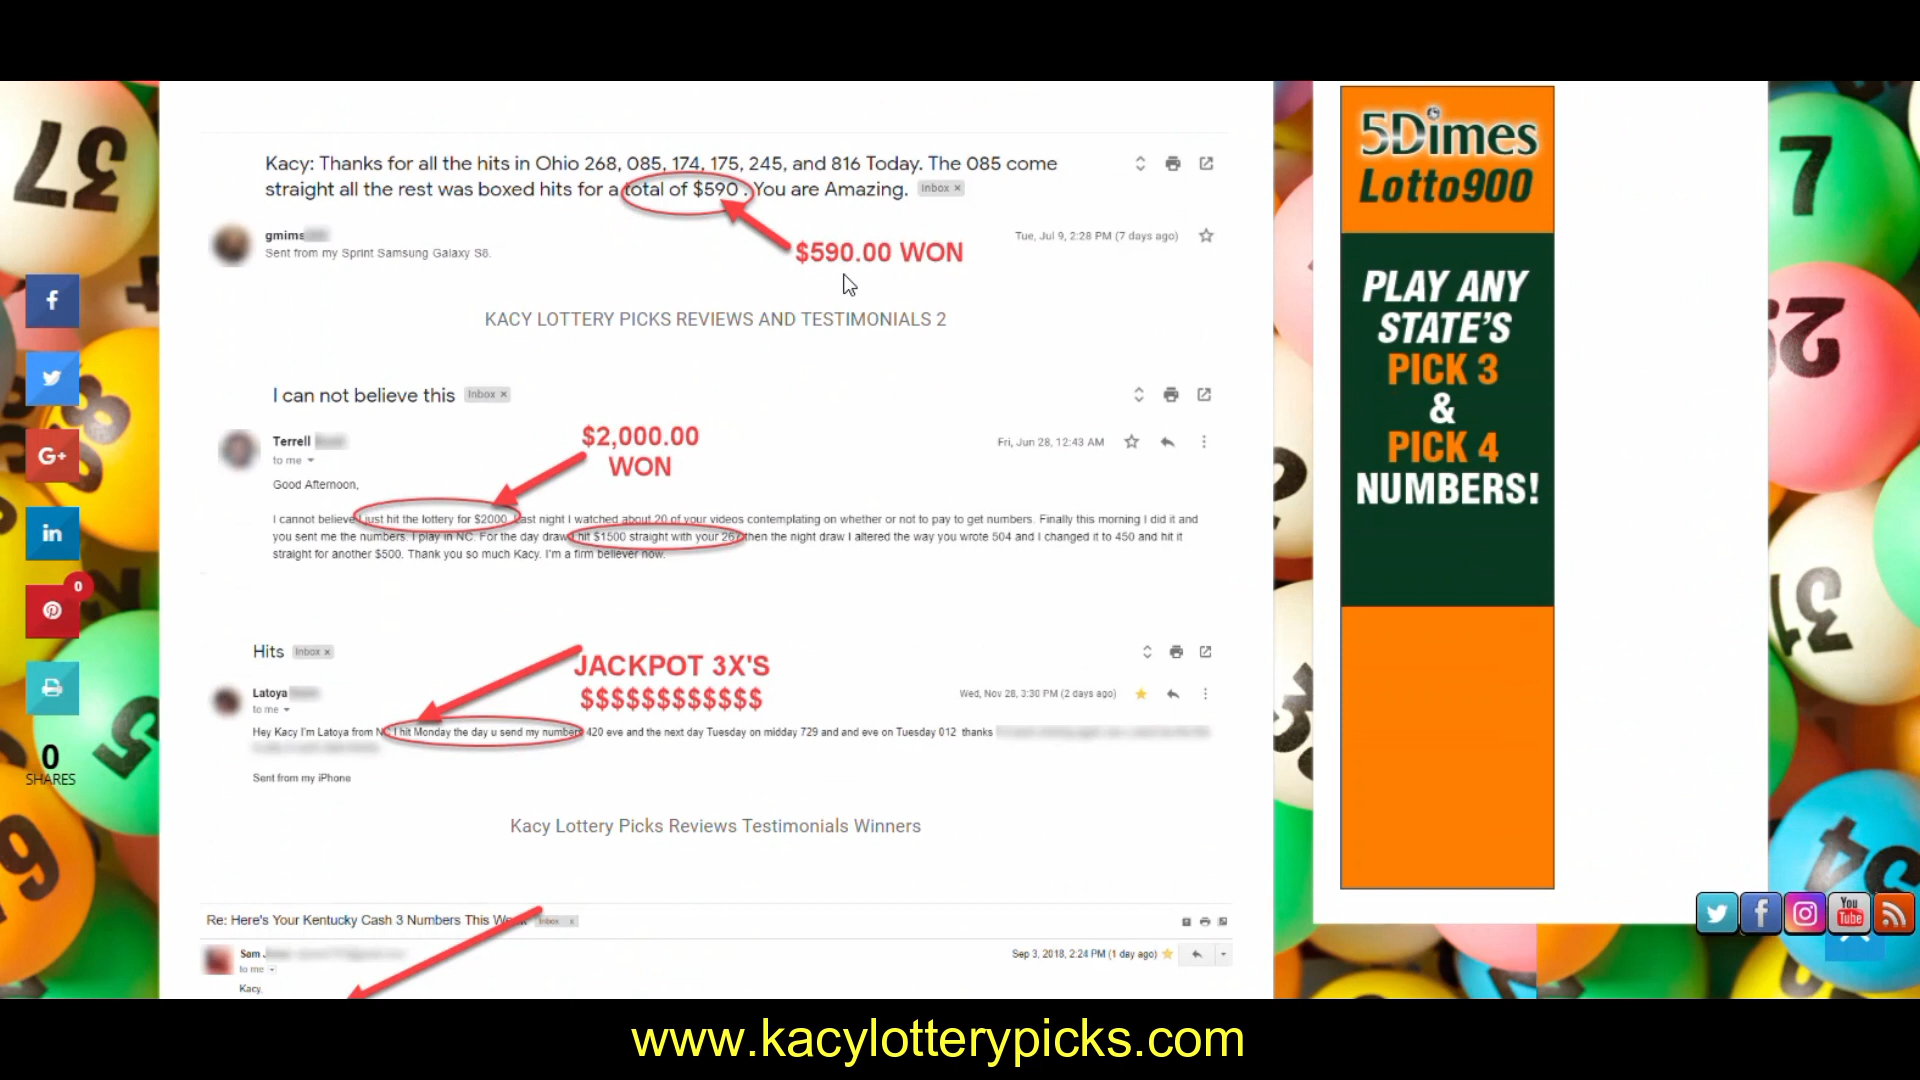 Kacy: Thanks for all the hits in Ohio 268, 085, 174, 175, 245, and 816 Today. The 085 come
straight all the rest was boxed hits for a total of $590 . You are Amazing. Inbox ×
gmims
Tue, Jul 9, 2:28 PM (7 days ago)
Sent from my Sprint Samsung Galaxy S8.
$590.00 WON
KACY LOTTERY PICKS REVIEWS AND TESTIMONIALS 2
I can not believe this Inbox ×
$2,000.00
WON
Terrell
Fri, Jun 28, 12:43 AM
to me
Good Afternoon,
I cannot believe I just hit the lottery for $2000. Last night I watched about 20 of your videos contemplating on whether or not to pay to get numbers. Finally this morning I did it and
you sent me the numbers. I play in NC. For the day draw I hit $1500 straight with your 267 then the night draw I altered the way you wrote 504 and I changed it to 450 and hit it
straight for another $500. Thank you so much Kacy. I'm a firm believer now.
Hits Inbox ×
JACKPOT 3X'S
$$$$$$$$$$$$
Latoya
Wed, Nov 28, 3:30 PM (2 days ago)
to me
Hey Kacy I'm Latoya from NC I hit Monday the day u send my numbers 420 eve and the next day Tuesday on midday 729 and and eve on Tuesday 012 thanks
Sent from my iPhone
Kacy Lottery Picks Reviews Testimonials Winners
Re: Here's Your Kentucky Cash 3 Numbers This Week Inbox x
Sam
Sep 3, 2018, 2:24 PM (1 day ago)
to me
Kacy,
5Dimes
Lotto900
PLAY ANY
STATE'S
PICK 3
&
PICK 4
NUMBERS!
f
G+
in
0
0
SHARES
f
You
Tube
37
7
2
31
54
www.kacylotterypicks.com